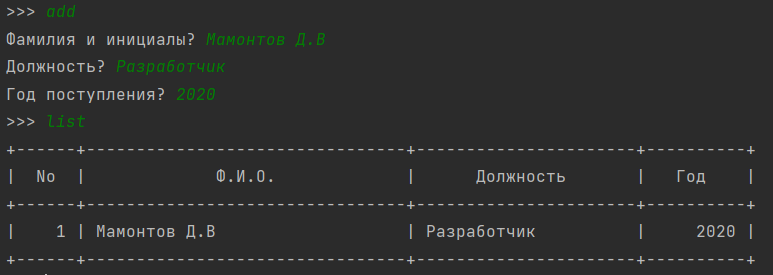 >>> add
Фамилия и инициалы? Мамонтов Д.В
Должность? Разработчик
Год поступления? 2020
>>> list
+------+--------------------------------+----------------------+----------+
|  No  |             Ф.И.О.             |      Должность       |   Год    |
+------+--------------------------------+----------------------+----------+
|    1 | Мамонтов Д.В                   | Разработчик          |     2020 |
+------+--------------------------------+----------------------+----------+